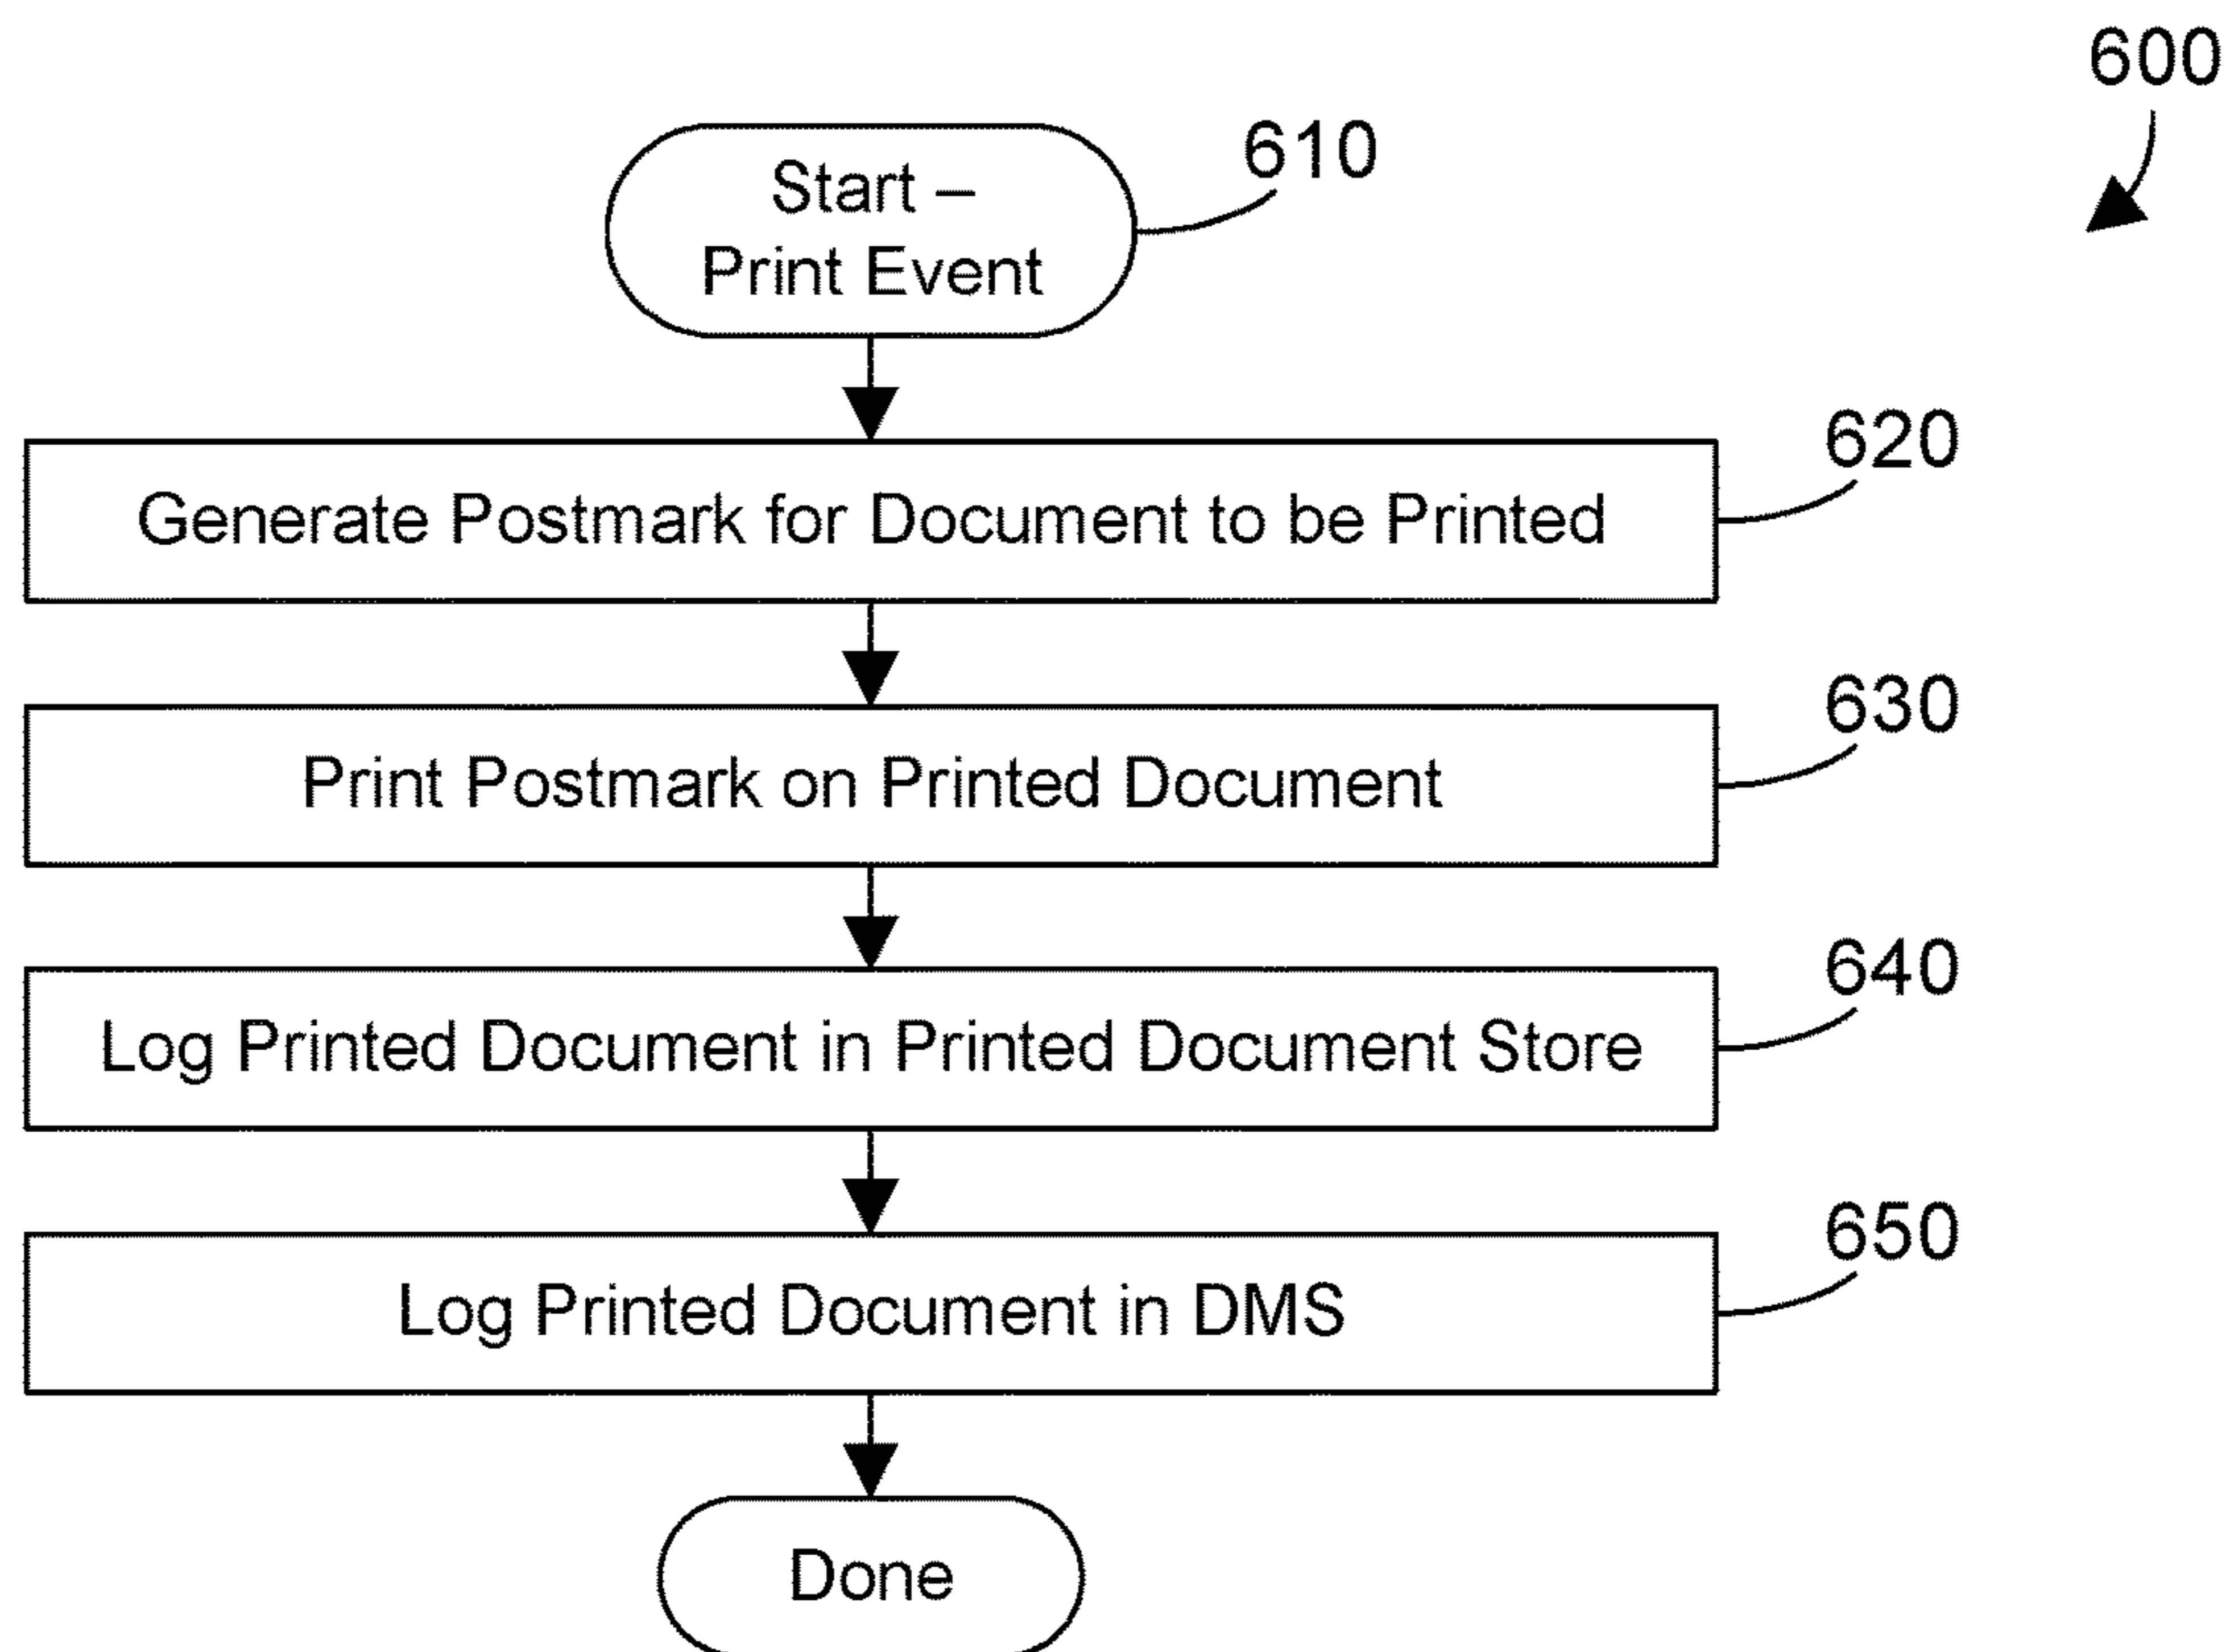 600
Start –
Print Event
610
Generate Postmark for Document to be Printed
620
Print Postmark on Printed Document
630
Log Printed Document in Printed Document Store
640
Log Printed Document in DMS
650
Done